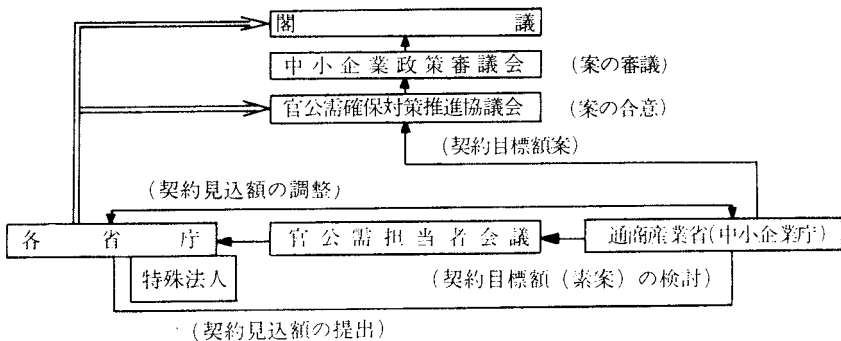 閣議
中小企業政策審議会 (案の審議)
官公需確保対策推進協議会 (案の合意)
(契約目標額案)
(契約見込額の調整)
各省庁 官公需担当者会議 通商産業省(中小企業庁)
特殊法人 (契約目標額(素案)の検討)
(契約見込額の提出)